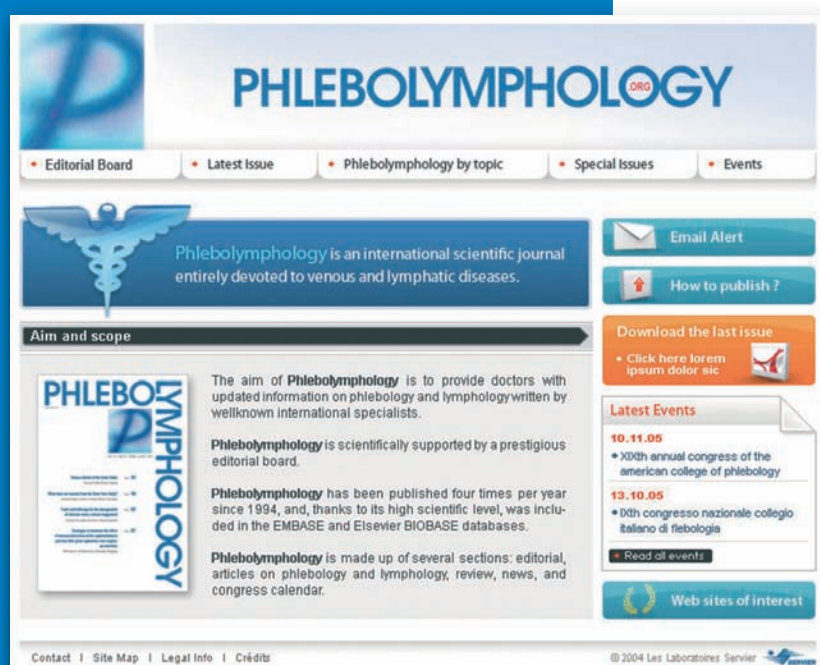 PHLEBOLYMPHOLOGY
.ORG
• Editorial Board
• Latest Issue
• Phlebolymphology by topic
• Special Issues
• Events
Phlebolymphology is an international scientific journal
entirely devoted to venous and lymphatic diseases.
Email Alert
How to publish ?
Download the last issue
• Click here lorem
ipsum dolor sic
Aim and scope
PHLEBO
LYMPHOLOGY
The aim of Phlebolymphology is to provide doctors with
updated information on phlebology and lymphology written by
wellknown international specialists.
Phlebolymphology is scientifically supported by a prestigious
editorial board.
Phlebolymphology has been published four times per year
since 1994, and, thanks to its high scientific level, was inclu-
ded in the EMBASE and Elsevier BIOBASE databases.
Phlebolymphology is made up of several sections: editorial,
articles on phlebology and lymphology, review, news, and
congress calendar.
Latest Events
10.11.05
XIXth annual congress of the
american college of phlebology
13.10.05
IXth congresso nazionale collegio
italiano di flebologia
• Read all events
Web sites of interest
Contact | Site Map | Legal Info | Crédits
© 2004 Les Laboratoires Servier
SERVIER